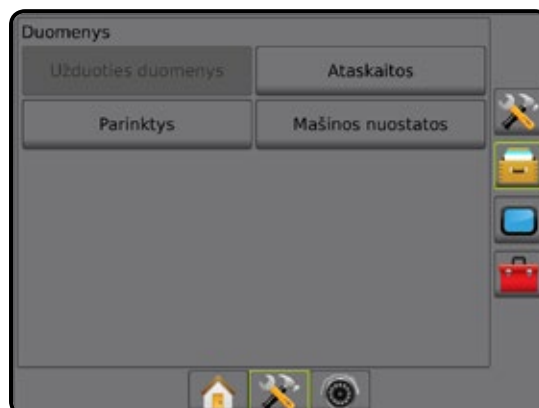 Duomenys
Užduoties duomenys
Ataskaitos
Parinktys
Mašinos nuostatos